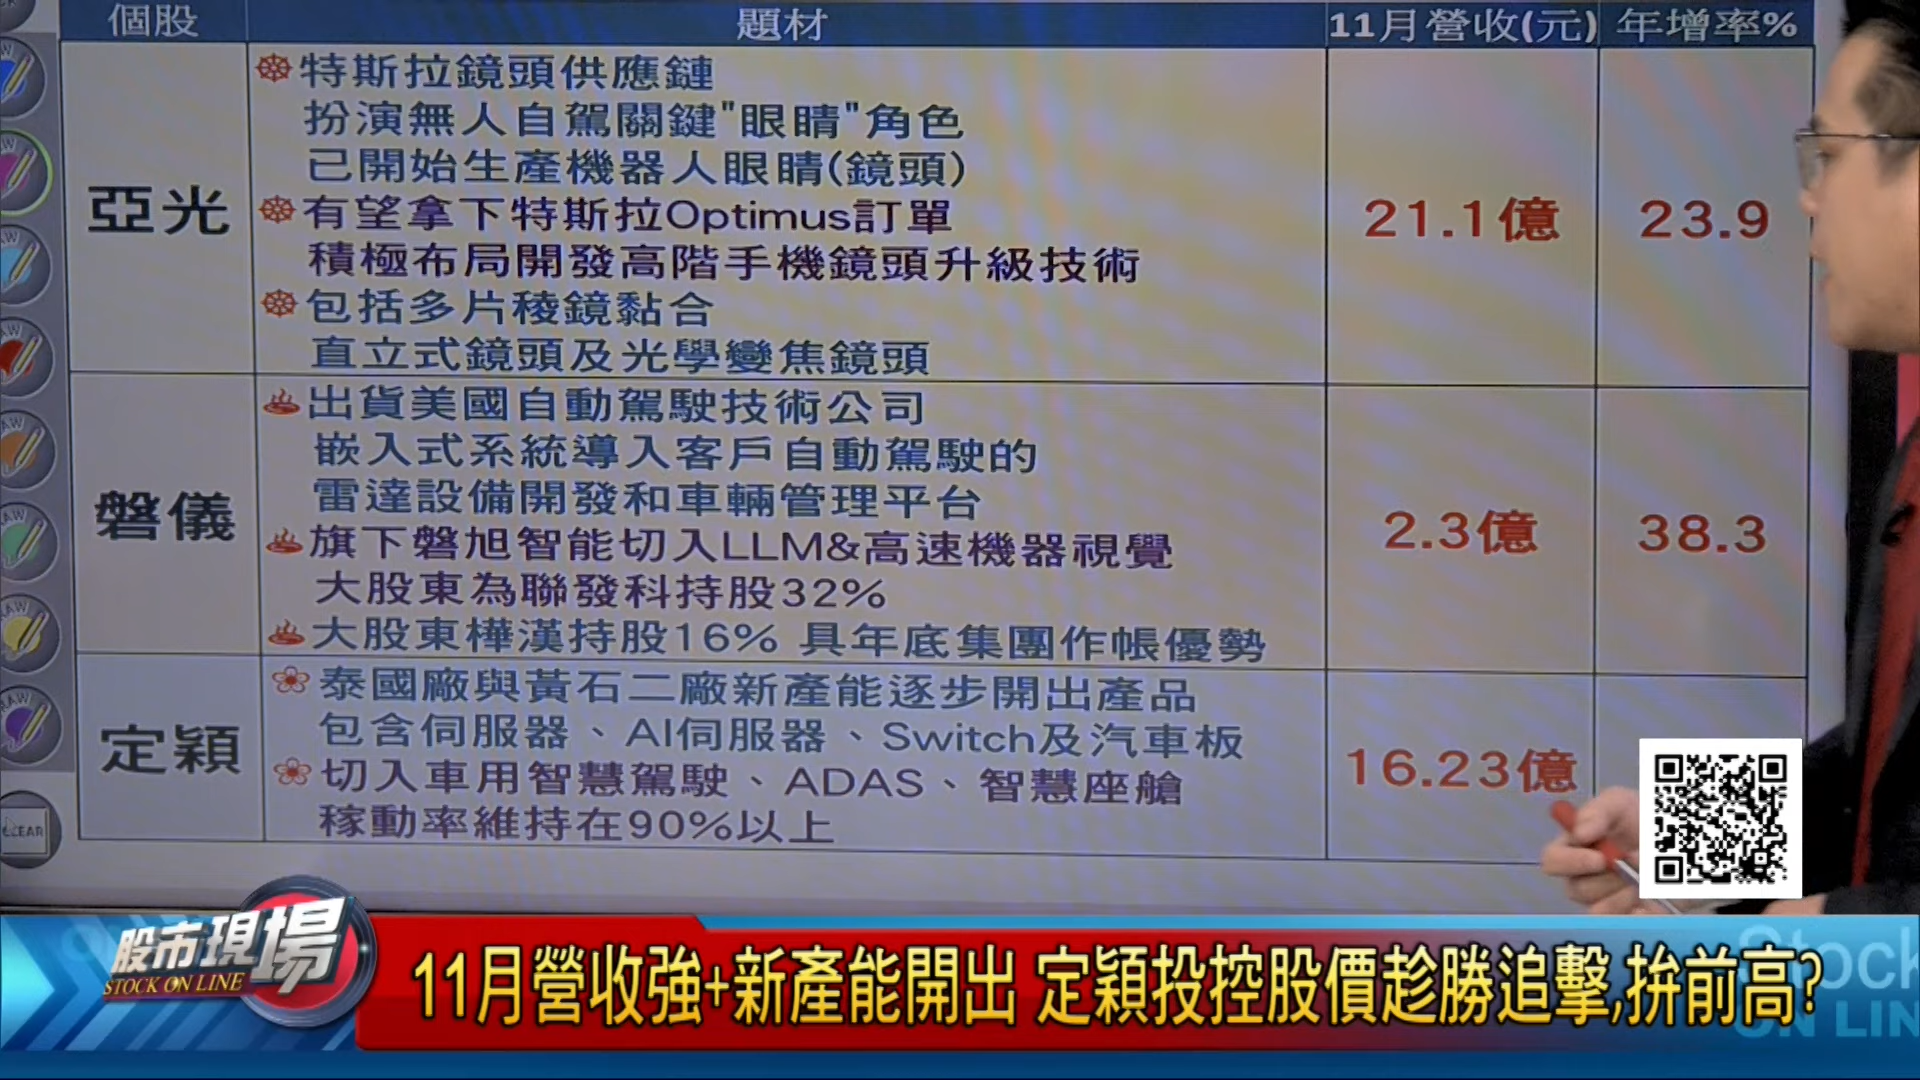 個股 題材 11月營收(元) 年增率%
特斯拉鏡頭供應鏈
扮演無人自駕關鍵"眼睛"角色
已開始生產機器人眼睛(鏡頭)
亞光 21.1億 23.9
有望拿下特斯拉Optimus訂單
積極布局開發高階手機鏡頭升級技術
包括多片稜鏡黏合
直立式鏡頭及光學變焦鏡頭
出貨美國自動駕駛技術公司
嵌入式系統導入客戶自動駕駛的
雷達設備開發和車輛管理平台
磐儀 2.3億 38.3
旗下磐旭智能切入LLM&高速機器視覺
大股東為聯發科持股32%
大股東樺漢持股16% 具年底集團作帳優勢
泰國廠與黃石二廠新產能逐步開出產品
包含伺服器、AI伺服器、Switch及汽車板
定穎 16.23億
切入車用智慧駕駛、ADAS、智慧座艙
稼動率維持在90%以上
CLEAR
股市現場
STOCK ON LINE
11月營收強+新產能開出 定穎投控股價趁勝追擊,拚前高?
Stock
ON LIN